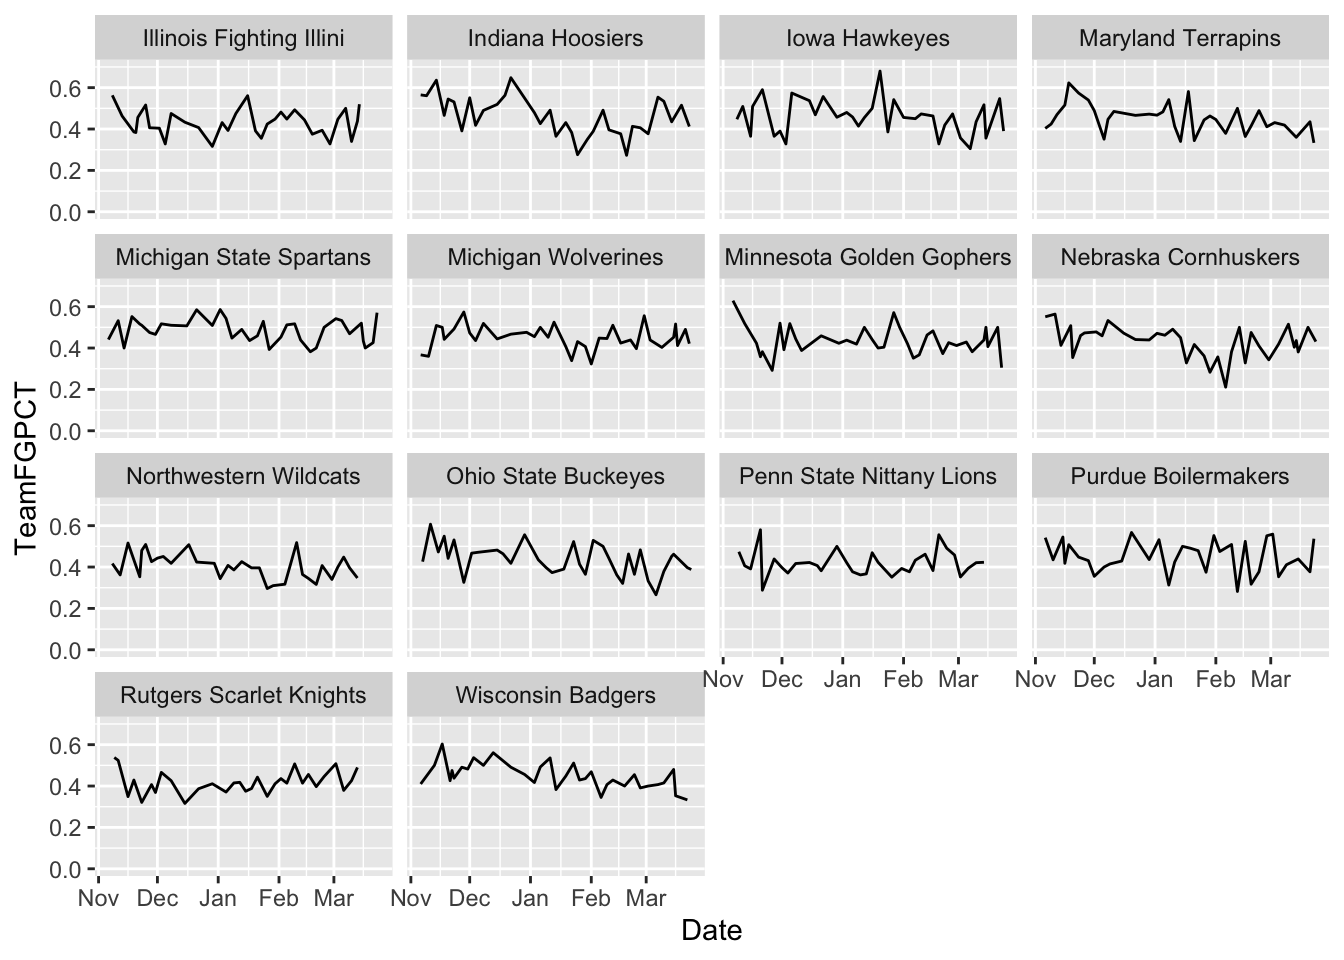 Illinois Fighting Illini Indiana Hoosiers Iowa Hawkeyes Maryland Terrapins
0.6
0.4
0.2
0.0
Michigan State Spartans Michigan Wolverines Minnesota Golden Gophers Nebraska Cornhuskers
0.6
0.4
0.2
0.0
TeamFGPCT
Northwestern Wildcats Ohio State Buckeyes Penn State Nittany Lions Purdue Boilermakers
0.6
0.4
0.2
0.0
Nov Dec Jan Feb Mar Nov Dec Jan Feb Mar
Rutgers Scarlet Knights Wisconsin Badgers
0.6
0.4
0.2
0.0
Nov Dec Jan Feb Mar Nov Dec Jan Feb Mar
Date